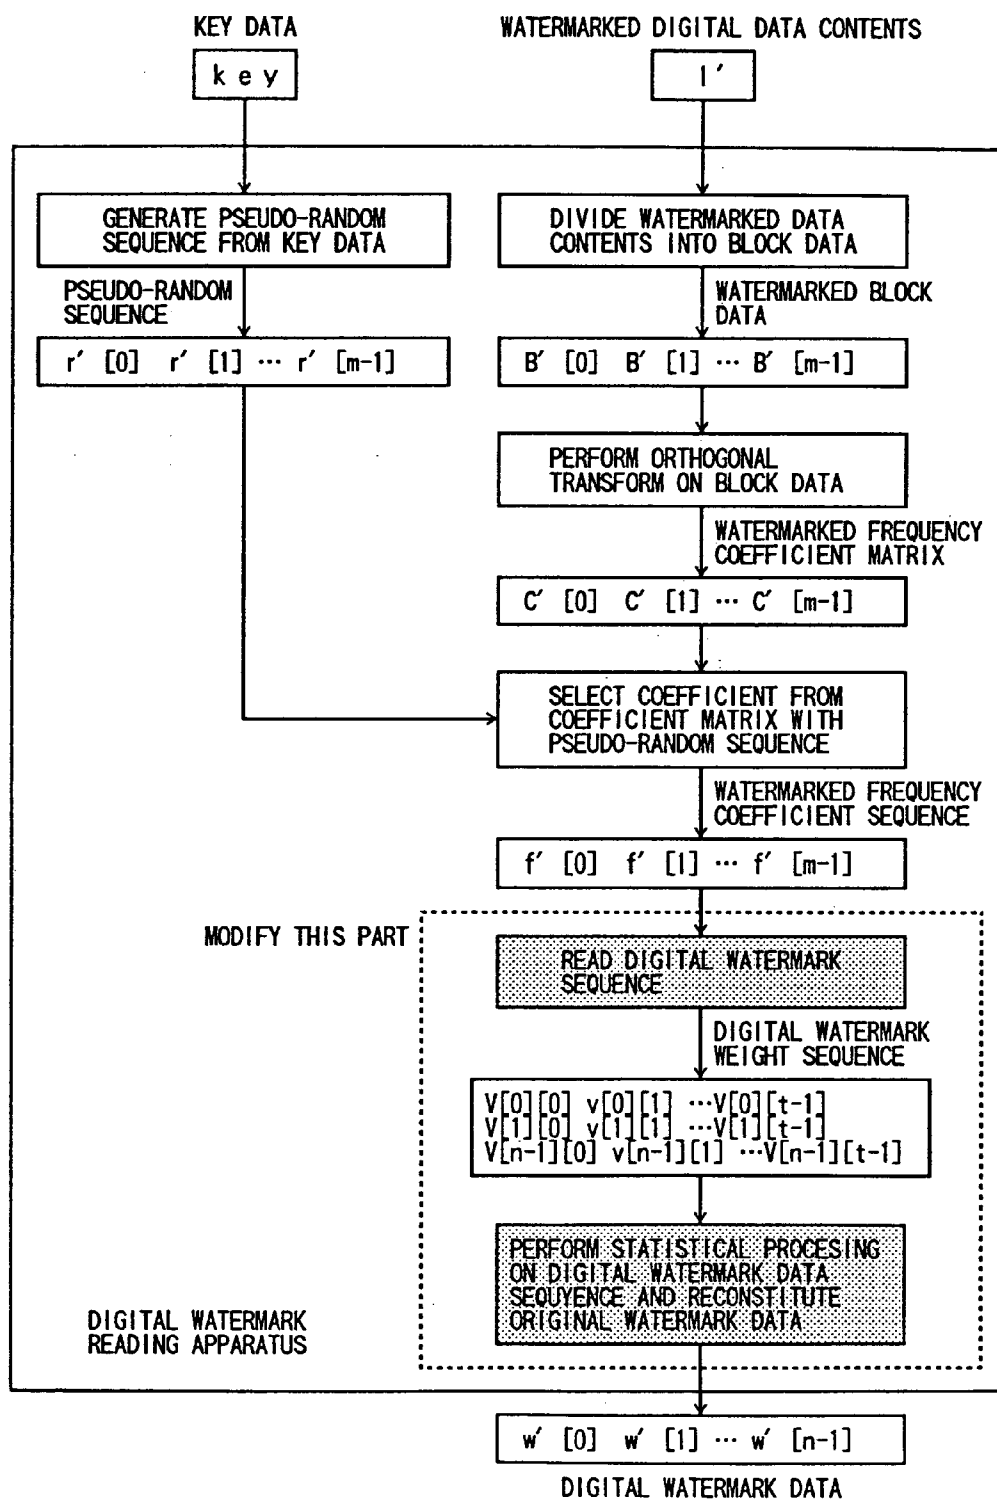 KEY DATA
WATERMARKED DIGITAL DATA CONTENTS
key
I′
GENERATE PSEUDO-RANDOM
SEQUENCE FROM KEY DATA
DIVIDE WATERMARKED DATA
CONTENTS INTO BLOCK DATA
PSEUDO-RANDOM
SEQUENCE
WATERMARKED BLOCK
DATA
r′ [0] r′ [1] ··· r′ [m-1]
B′ [0] B′ [1] ··· B′ [m-1]
PERFORM ORTHOGONAL
TRANSFORM ON BLOCK DATA
WATERMARKED FREQUENCY
COEFFICIENT MATRIX
C′ [0] C′ [1] ··· C′ [m-1]
SELECT COEFFICIENT FROM
COEFFICIENT MATRIX WITH
PSEUDO-RANDOM SEQUENCE
WATERMARKED FREQUENCY
COEFFICIENT SEQUENCE
f′ [0] f′ [1] ··· f′ [m-1]
MODIFY THIS PART
READ DIGITAL WATERMARK
SEQUENCE
DIGITAL WATERMARK
WEIGHT SEQUENCE
V[0][0] v[0][1] ···V[0][t-1]
V[1][0] v[1][1] ···V[1][t-1]
V[n-1][0] v[n-1][1] ···V[n-1][t-1]
PERFORM STATISTICAL PROCESING
ON DIGITAL WATERMARK DATA
SEQUYENCE AND RECONSTITUTE
ORIGINAL WATERMARK DATA
DIGITAL WATERMARK
READING APPARATUS
w′ [0] w′ [1] ··· w′ [n-1]
DIGITAL WATERMARK DATA